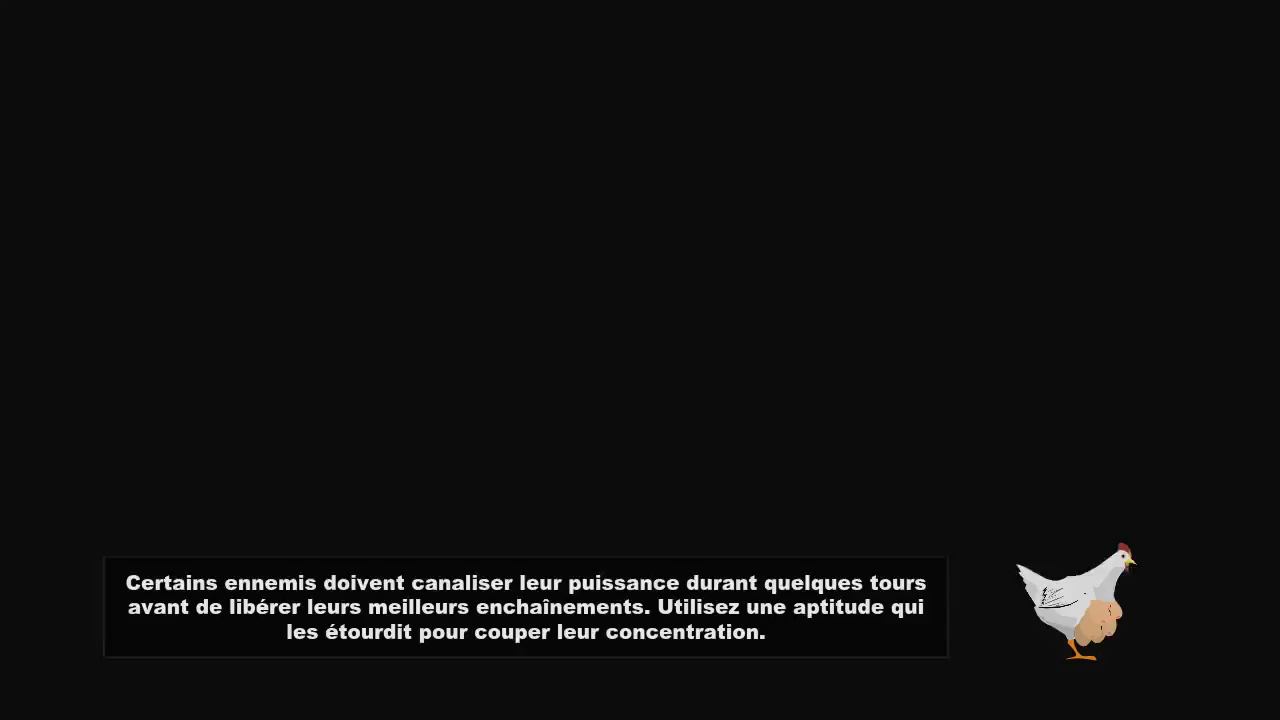 Certains ennemis doivent canaliser leur puissance durant quelques tours
avant de libérer leurs meilleurs enchaînements. Utilisez une aptitude qui
les étourdit pour couper leur concentration.